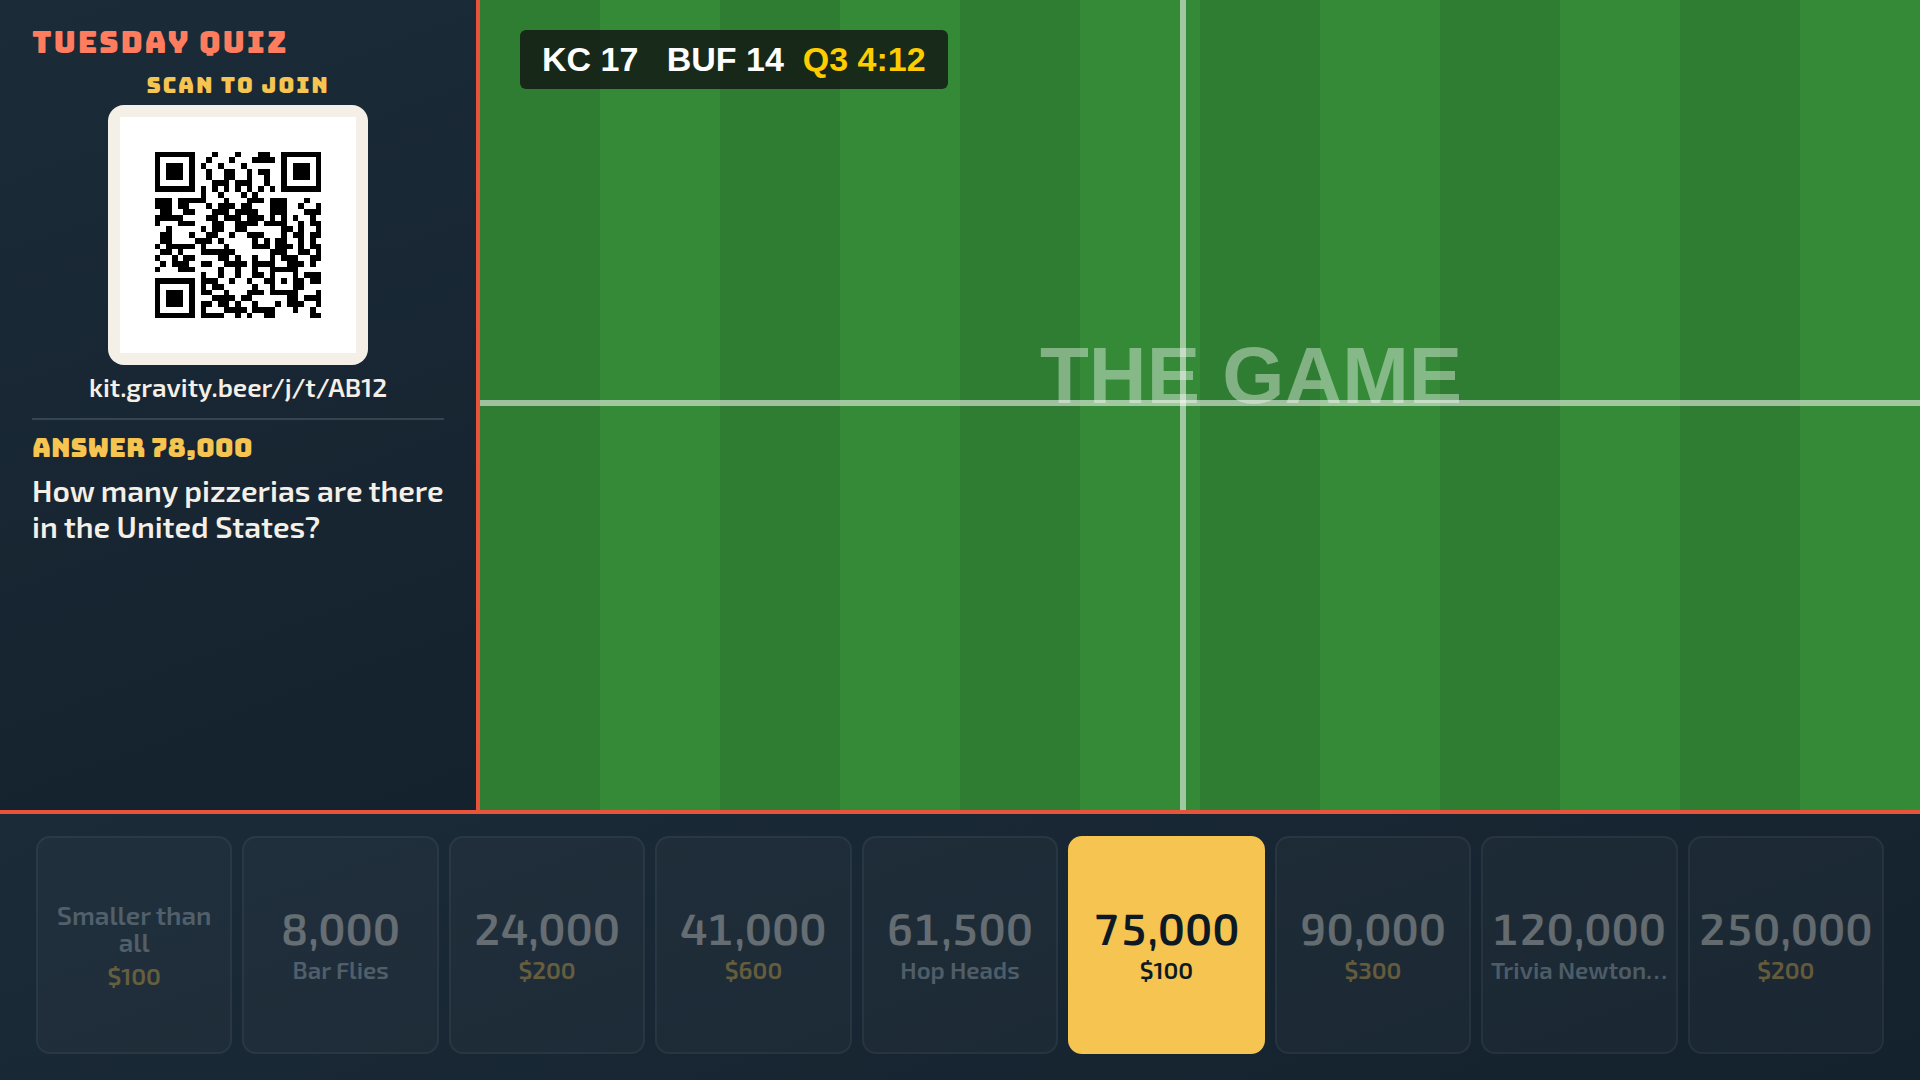 TUESDAY QUIZ
SCAN TO JOIN
kit.gravity.beer/j/t/AB12
ANSWER 78,000
How many pizzerias are there
in the United States?
KC 17 BUF 14 Q3 4:12
THE GAME
Smaller than
all
$100
8,000
Bar Flies
24,000
$200
41,000
$600
61,500
Hop Heads
75,000
$100
90,000
$300
120,000
Trivia Newton...
250,000
$200